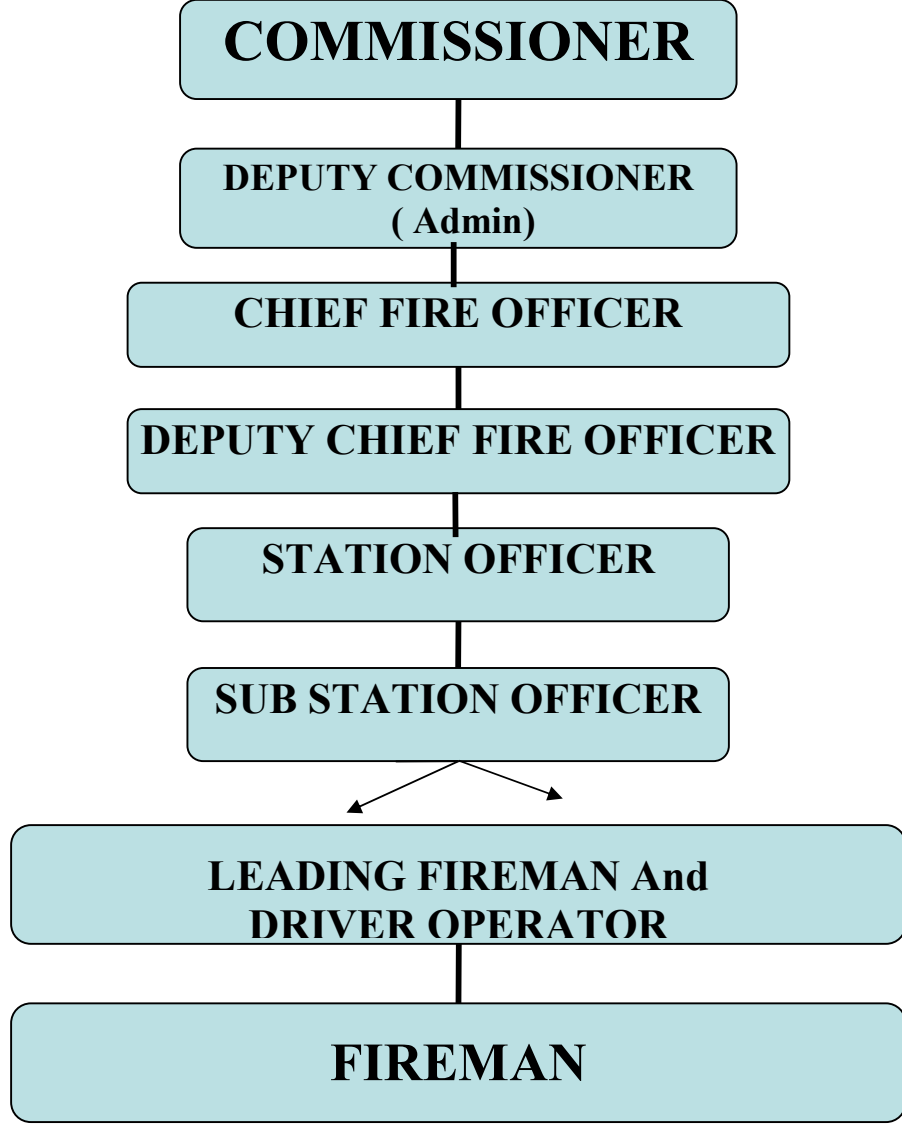 COMMISSIONER
DEPUTY COMMISSIONER
( Admin)
CHIEF FIRE OFFICER
DEPUTY CHIEF FIRE OFFICER
STATION OFFICER
SUB STATION OFFICER
LEADING FIREMAN And
DRIVER OPERATOR
FIREMAN